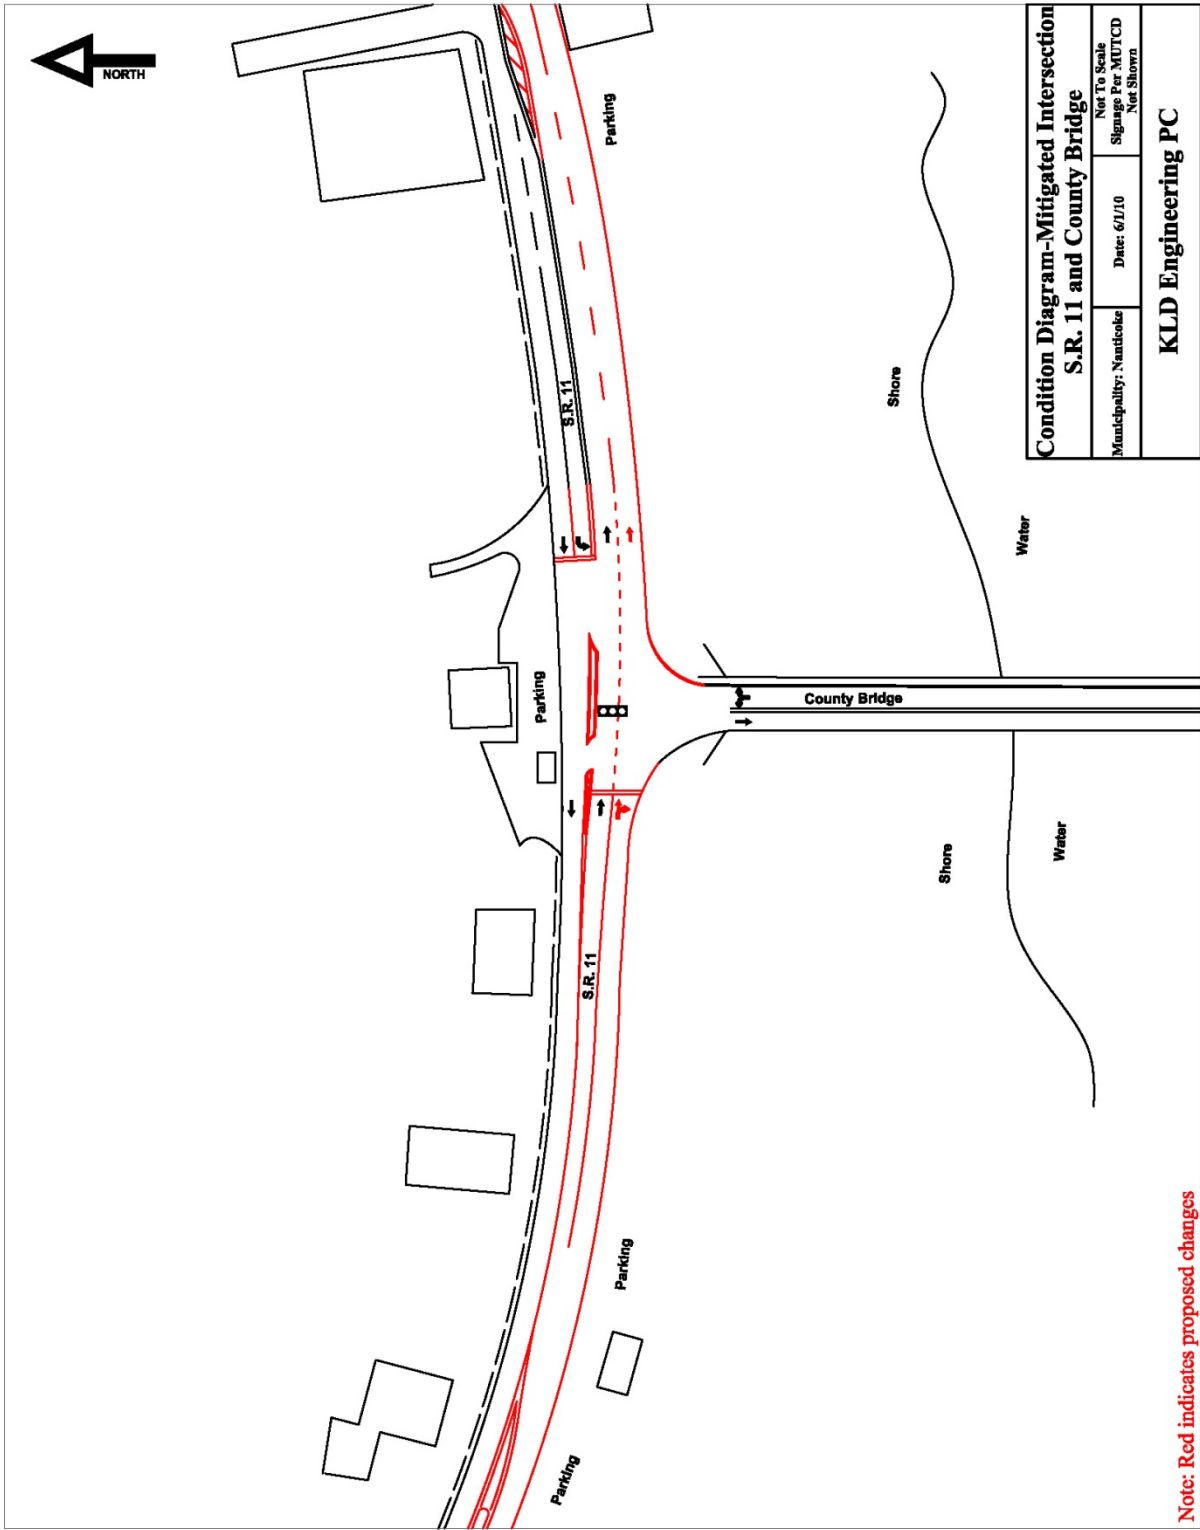 NORTH
Parking
S.R. 11
Parking
County Bridge
Shore
Water
S.R. 11
Shore
Water
Parking
Parking
Condition Diagram-Mitigated Intersection
S.R. 11 and County Bridge
Municipality: Nanticoke
Date: 6/1/10
Not To Scale
Signage Per MUTCD
Not Shown
KLD Engineering PC
Note: Red indicates proposed changes